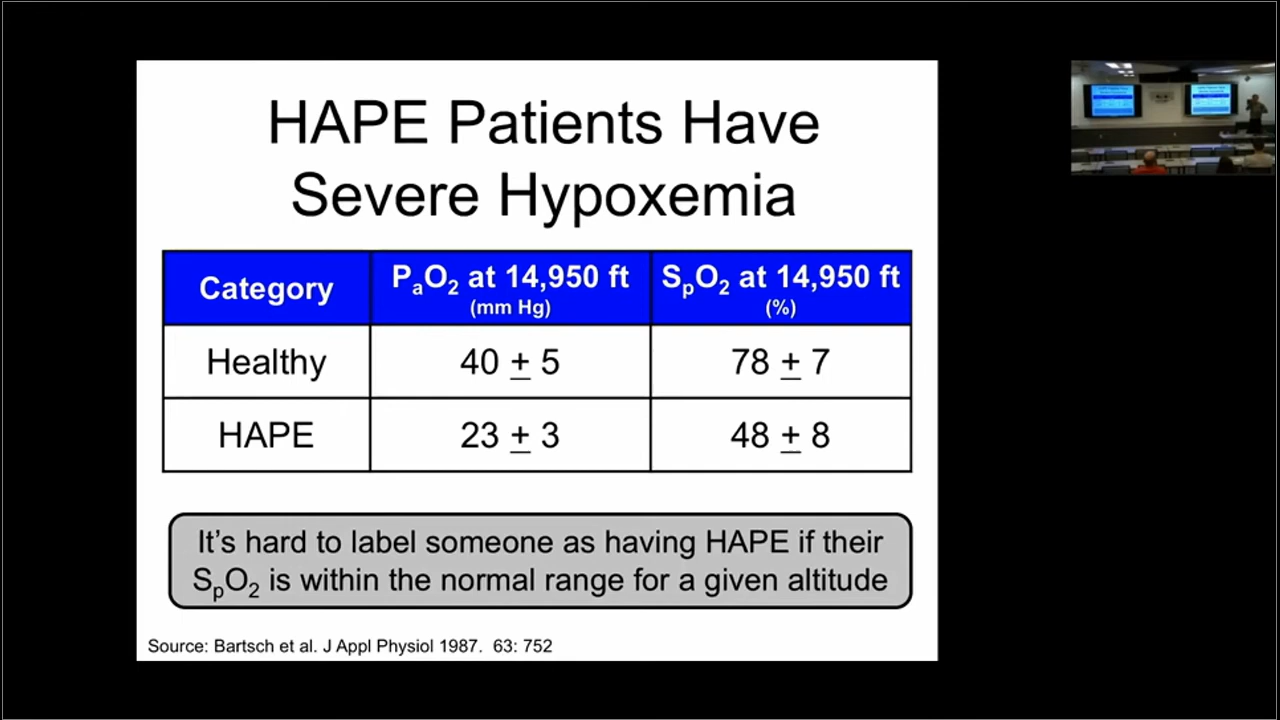 HAPE Patients Have
Severe Hypoxemia
Category
PₐO₂ at 14,950 ft
(mm Hg)
SₚO₂ at 14,950 ft
(%)
Healthy
40 ± 5
78 ± 7
HAPE
23 ± 3
48 ± 8
It's hard to label someone as having HAPE if their
SₚO₂ is within the normal range for a given altitude
Source: Bartsch et al. J Appl Physiol 1987. 63: 752